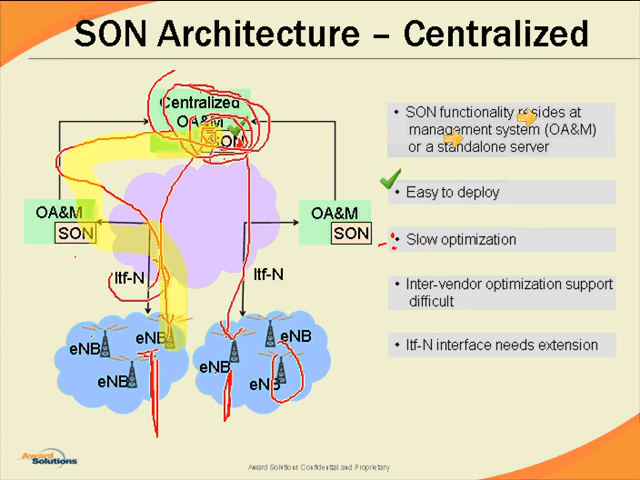 SON Architecture – Centralized
Centralized
OA&M
SON
OA&M
SON
OA&M
SON
Itf-N
Itf-N
eNB
eNB
eNB
eNB
eNB
eNB
• SON functionality resides at
management system (OA&M)
or a standalone server
• Easy to deploy
• Slow optimization
• Inter-vendor optimization support
difficult
• Itf-N interface needs extension
Award
Solutions
Award Solutions Confidential and Proprietary